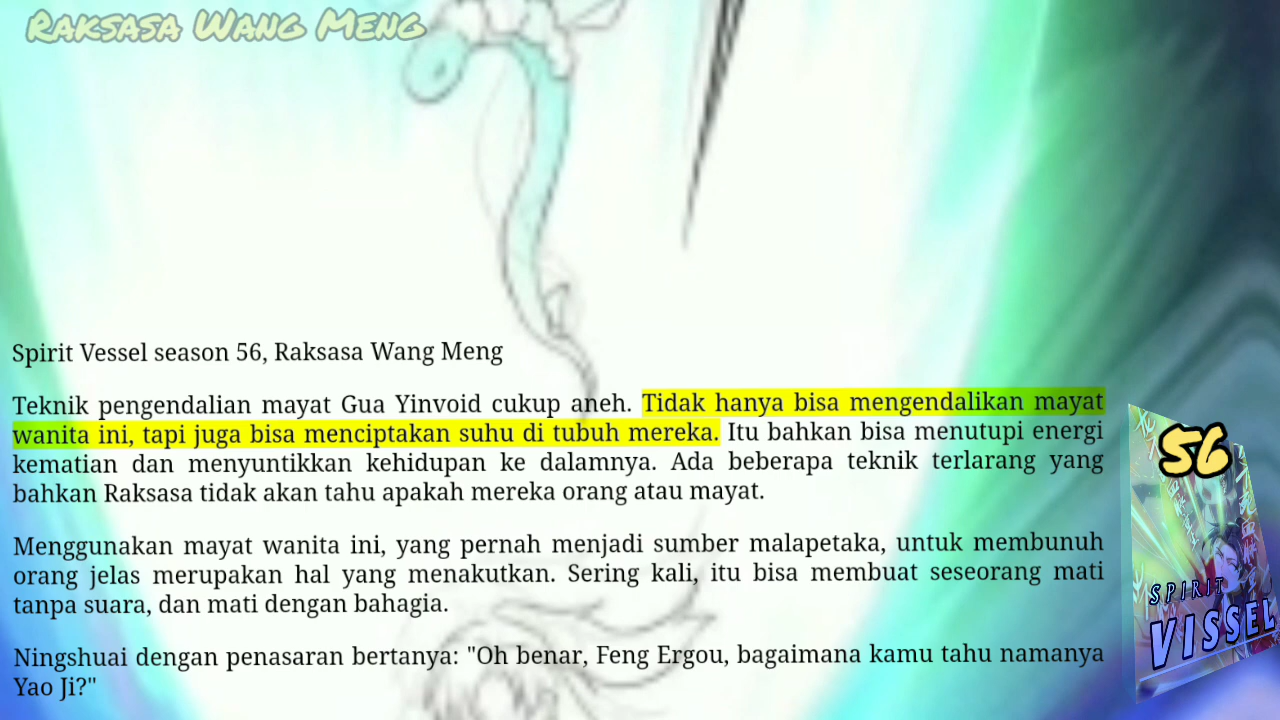 Raksasa Wang Meng
Spirit Vessel season 56, Raksasa Wang Meng
Teknik pengendalian mayat Gua Yinvoid cukup aneh. Tidak hanya bisa mengendalikan mayat
wanita ini, tapi juga bisa menciptakan suhu di tubuh mereka. Itu bahkan bisa menutupi energi
kematian dan menyuntikkan kehidupan ke dalamnya. Ada beberapa teknik terlarang yang
bahkan Raksasa tidak akan tahu apakah mereka orang atau mayat.
Menggunakan mayat wanita ini, yang pernah menjadi sumber malapetaka, untuk membunuh
orang jelas merupakan hal yang menakutkan. Sering kali, itu bisa membuat seseorang mati
tanpa suara, dan mati dengan bahagia.
Ningshuai dengan penasaran bertanya: "Oh benar, Feng Ergou, bagaimana kamu tahu namanya
Yao Ji?"
56
SPIRIT
VISSEL